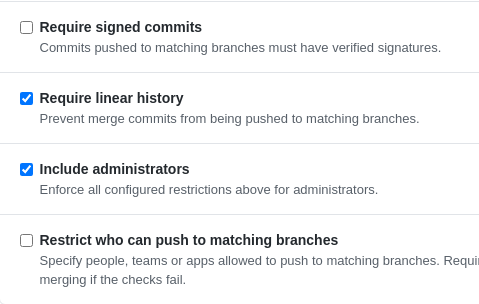 Require signed commits
Commits pushed to matching branches must have verified signatures.
Require linear history
Prevent merge commits from being pushed to matching branches.
Include administrators
Enforce all configured restrictions above for administrators.
Restrict who can push to matching branches
Specify people, teams or apps allowed to push to matching branches.
merging if the checks fail.